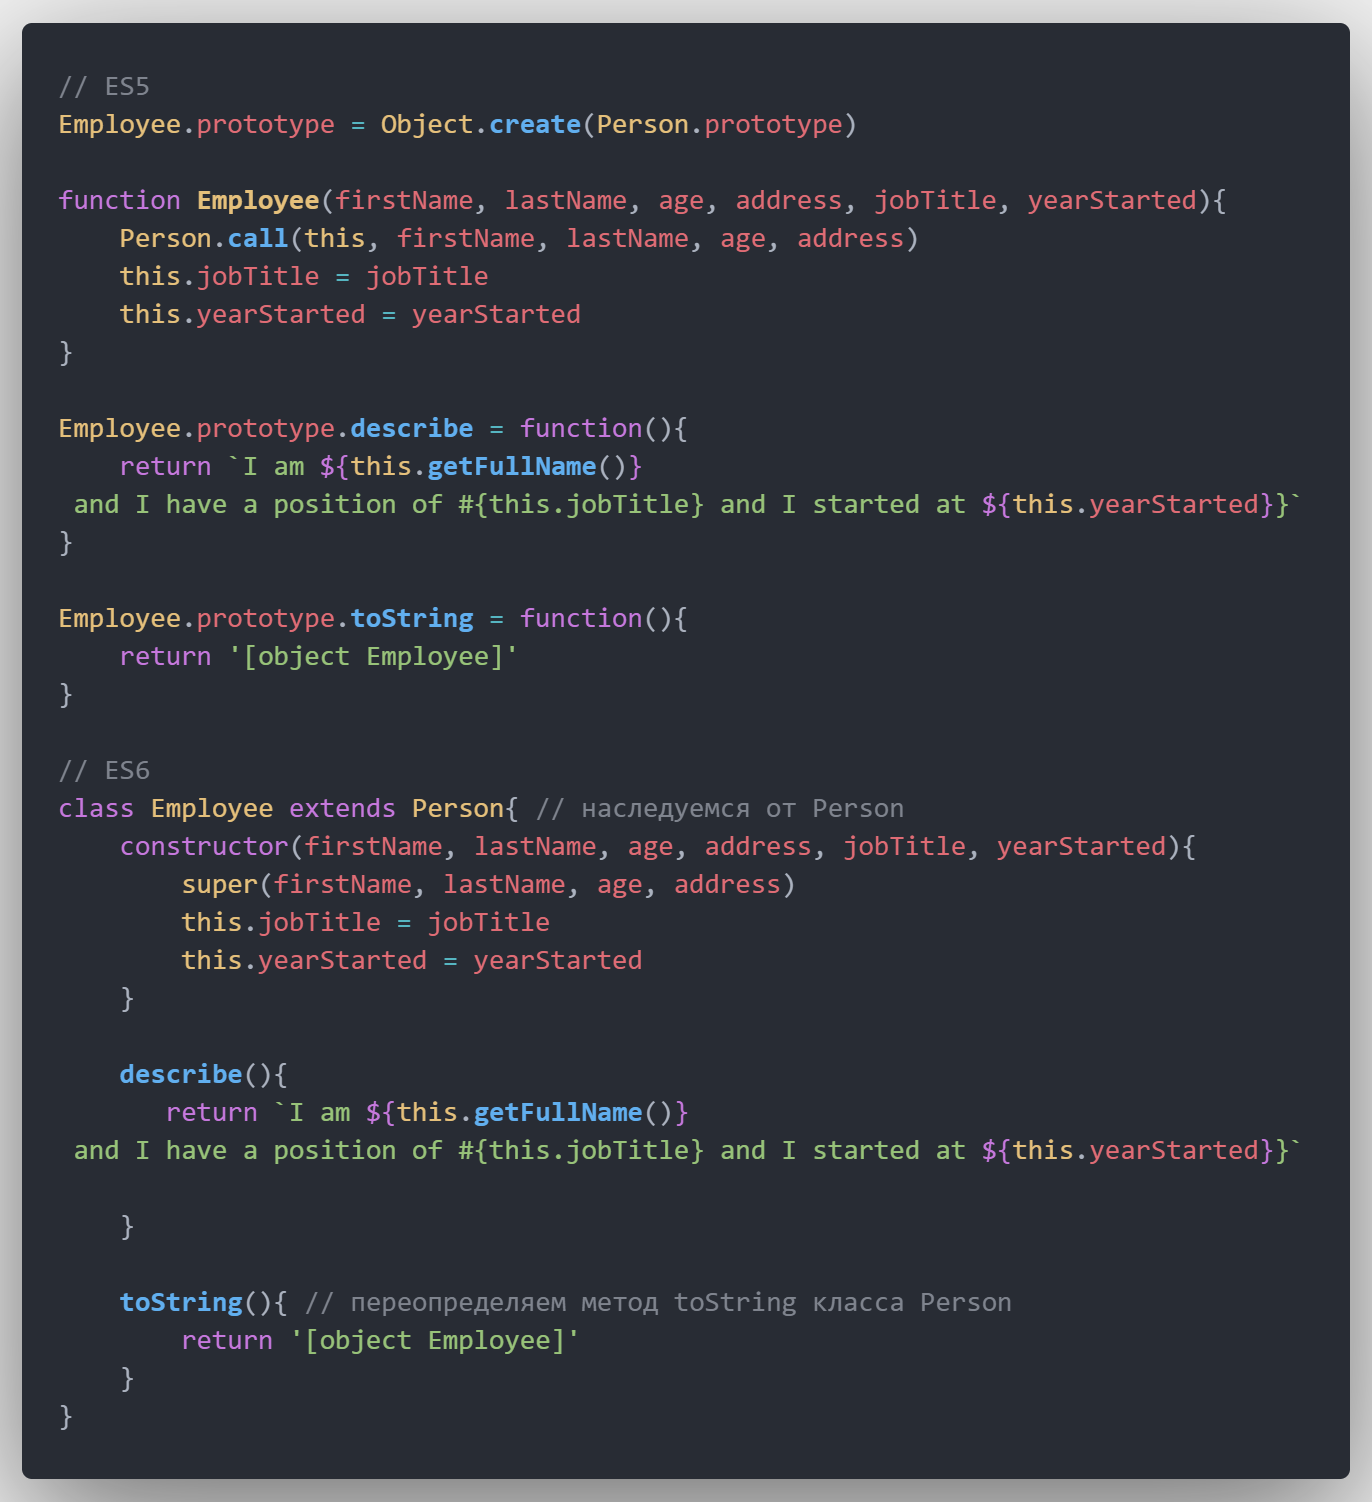 // ES5
Employee.prototype = Object.create(Person.prototype)

function Employee(firstName, lastName, age, address, jobTitle, yearStarted){
    Person.call(this, firstName, lastName, age, address)
    this.jobTitle = jobTitle
    this.yearStarted = yearStarted
}

Employee.prototype.describe = function(){
    return `I am ${this.getFullName()}
 and I have a position of #{this.jobTitle} and I started at ${this.yearStarted}}`
}

Employee.prototype.toString = function(){
    return '[object Employee]'
}

// ES6
class Employee extends Person{ // наследуемся от Person
    constructor(firstName, lastName, age, address, jobTitle, yearStarted){
        super(firstName, lastName, age, address)
        this.jobTitle = jobTitle
        this.yearStarted = yearStarted
    }

    describe(){
       return `I am ${this.getFullName()}
 and I have a position of #{this.jobTitle} and I started at ${this.yearStarted}}`

    }

    toString(){ // переопределяем метод toString класса Person
        return '[object Employee]'
    }
}